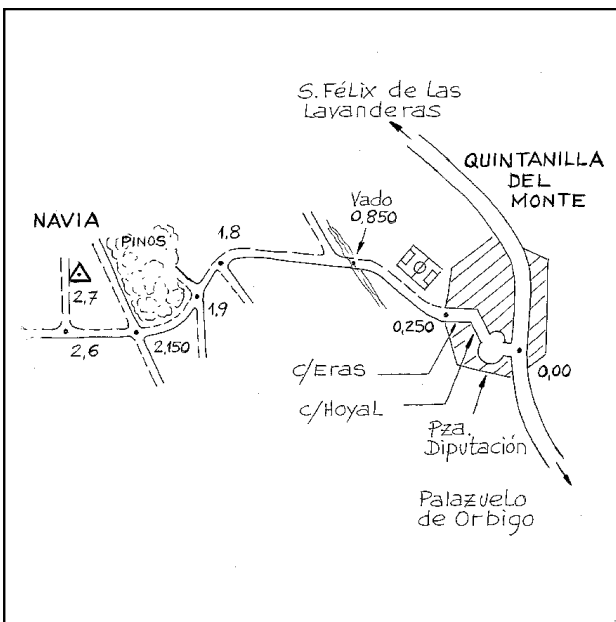 S. Félix de Las
Lavanderas
QUINTANILLA
DEL
MONTE
Vado
0,850
NAVIA
PINOS
1,8
2,7
1,9
2,6
2,150
0,250
0,00
c/Eras
c/Hoyal
Pza.
Diputación
Palazuelo
de Orbigo